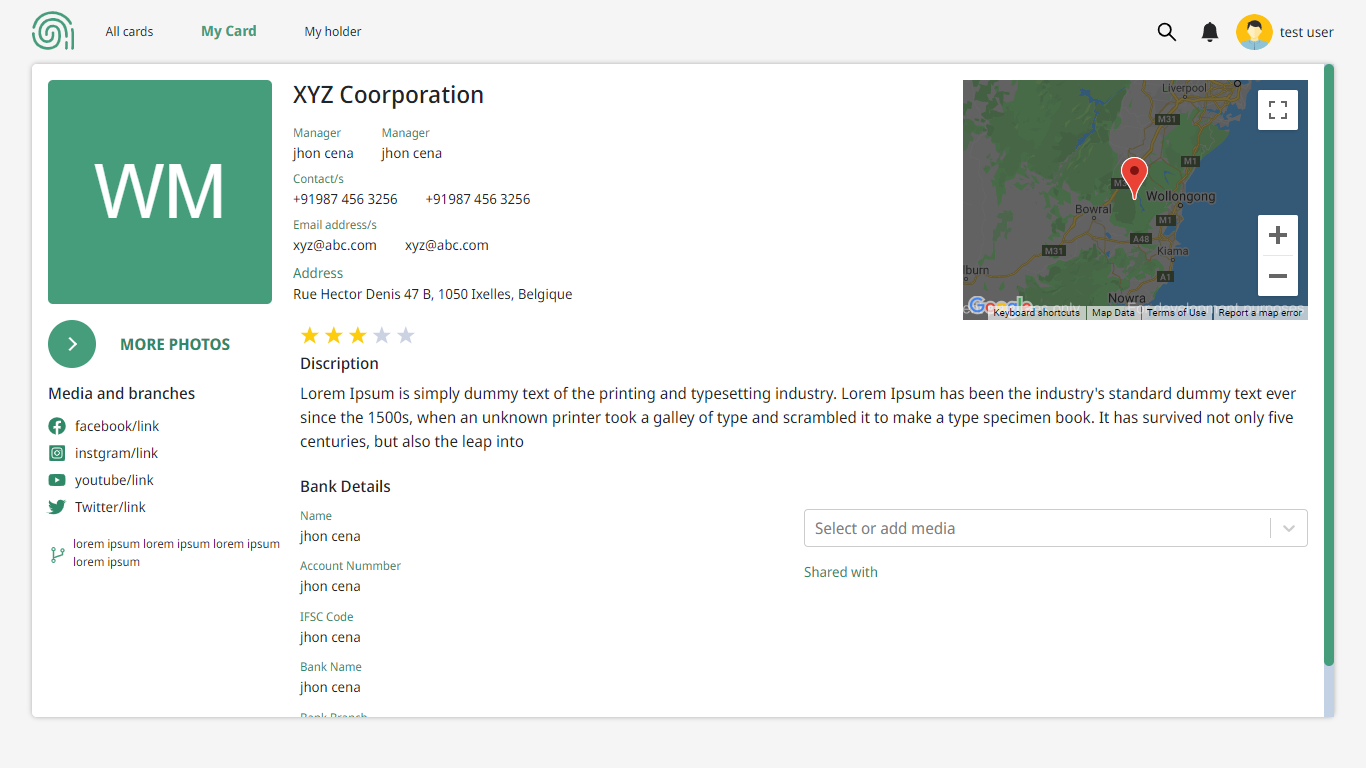 All cards
My Card
My holder
test user
WM
XYZ Coorporation
Manager
Manager
jhon cena
jhon cena
Contact/s
+91987 456 3256
+91987 456 3256
Email address/s
xyz@abc.com
xyz@abc.com
Address
Rue Hector Denis 47 B, 1050 Ixelles, Belgique
Liverpool
M31
M1
Wollongong
Bowral
M1
A48
M31
Kiama
A1
Nowra
Google
Keyboard shortcuts
Map Data
Terms of Use
Report a map error
MORE PHOTOS
Media and branches
facebook/link
instgram/link
youtube/link
Twitter/link
lorem ipsum lorem ipsum lorem ipsum
lorem ipsum
Discription
Lorem Ipsum is simply dummy text of the printing and typesetting industry. Lorem Ipsum has been the industry's standard dummy text ever
since the 1500s, when an unknown printer took a galley of type and scrambled it to make a type specimen book. It has survived not only five
centuries, but also the leap into
Bank Details
Name
jhon cena
Account Nummber
jhon cena
IFSC Code
jhon cena
Bank Name
jhon cena
Bank Branch
Select or add media
Shared with